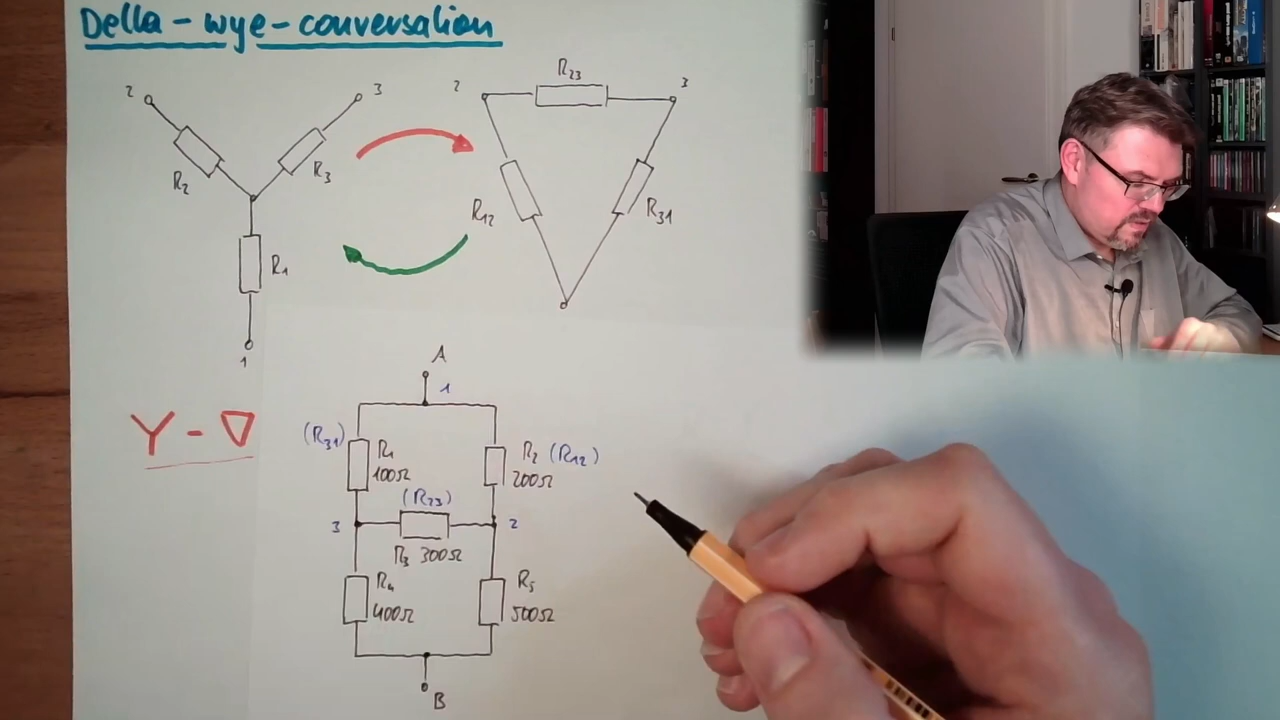 Della - wye - conversation
2
3
R2
R3
R1
1
2
R23
3
R12
R31
Y - ∇
A
1
(R31)
R1
100Ω
R2 (R12)
200Ω
(R23)
3
2
R3 300Ω
R4
400Ω
R5
500Ω
B